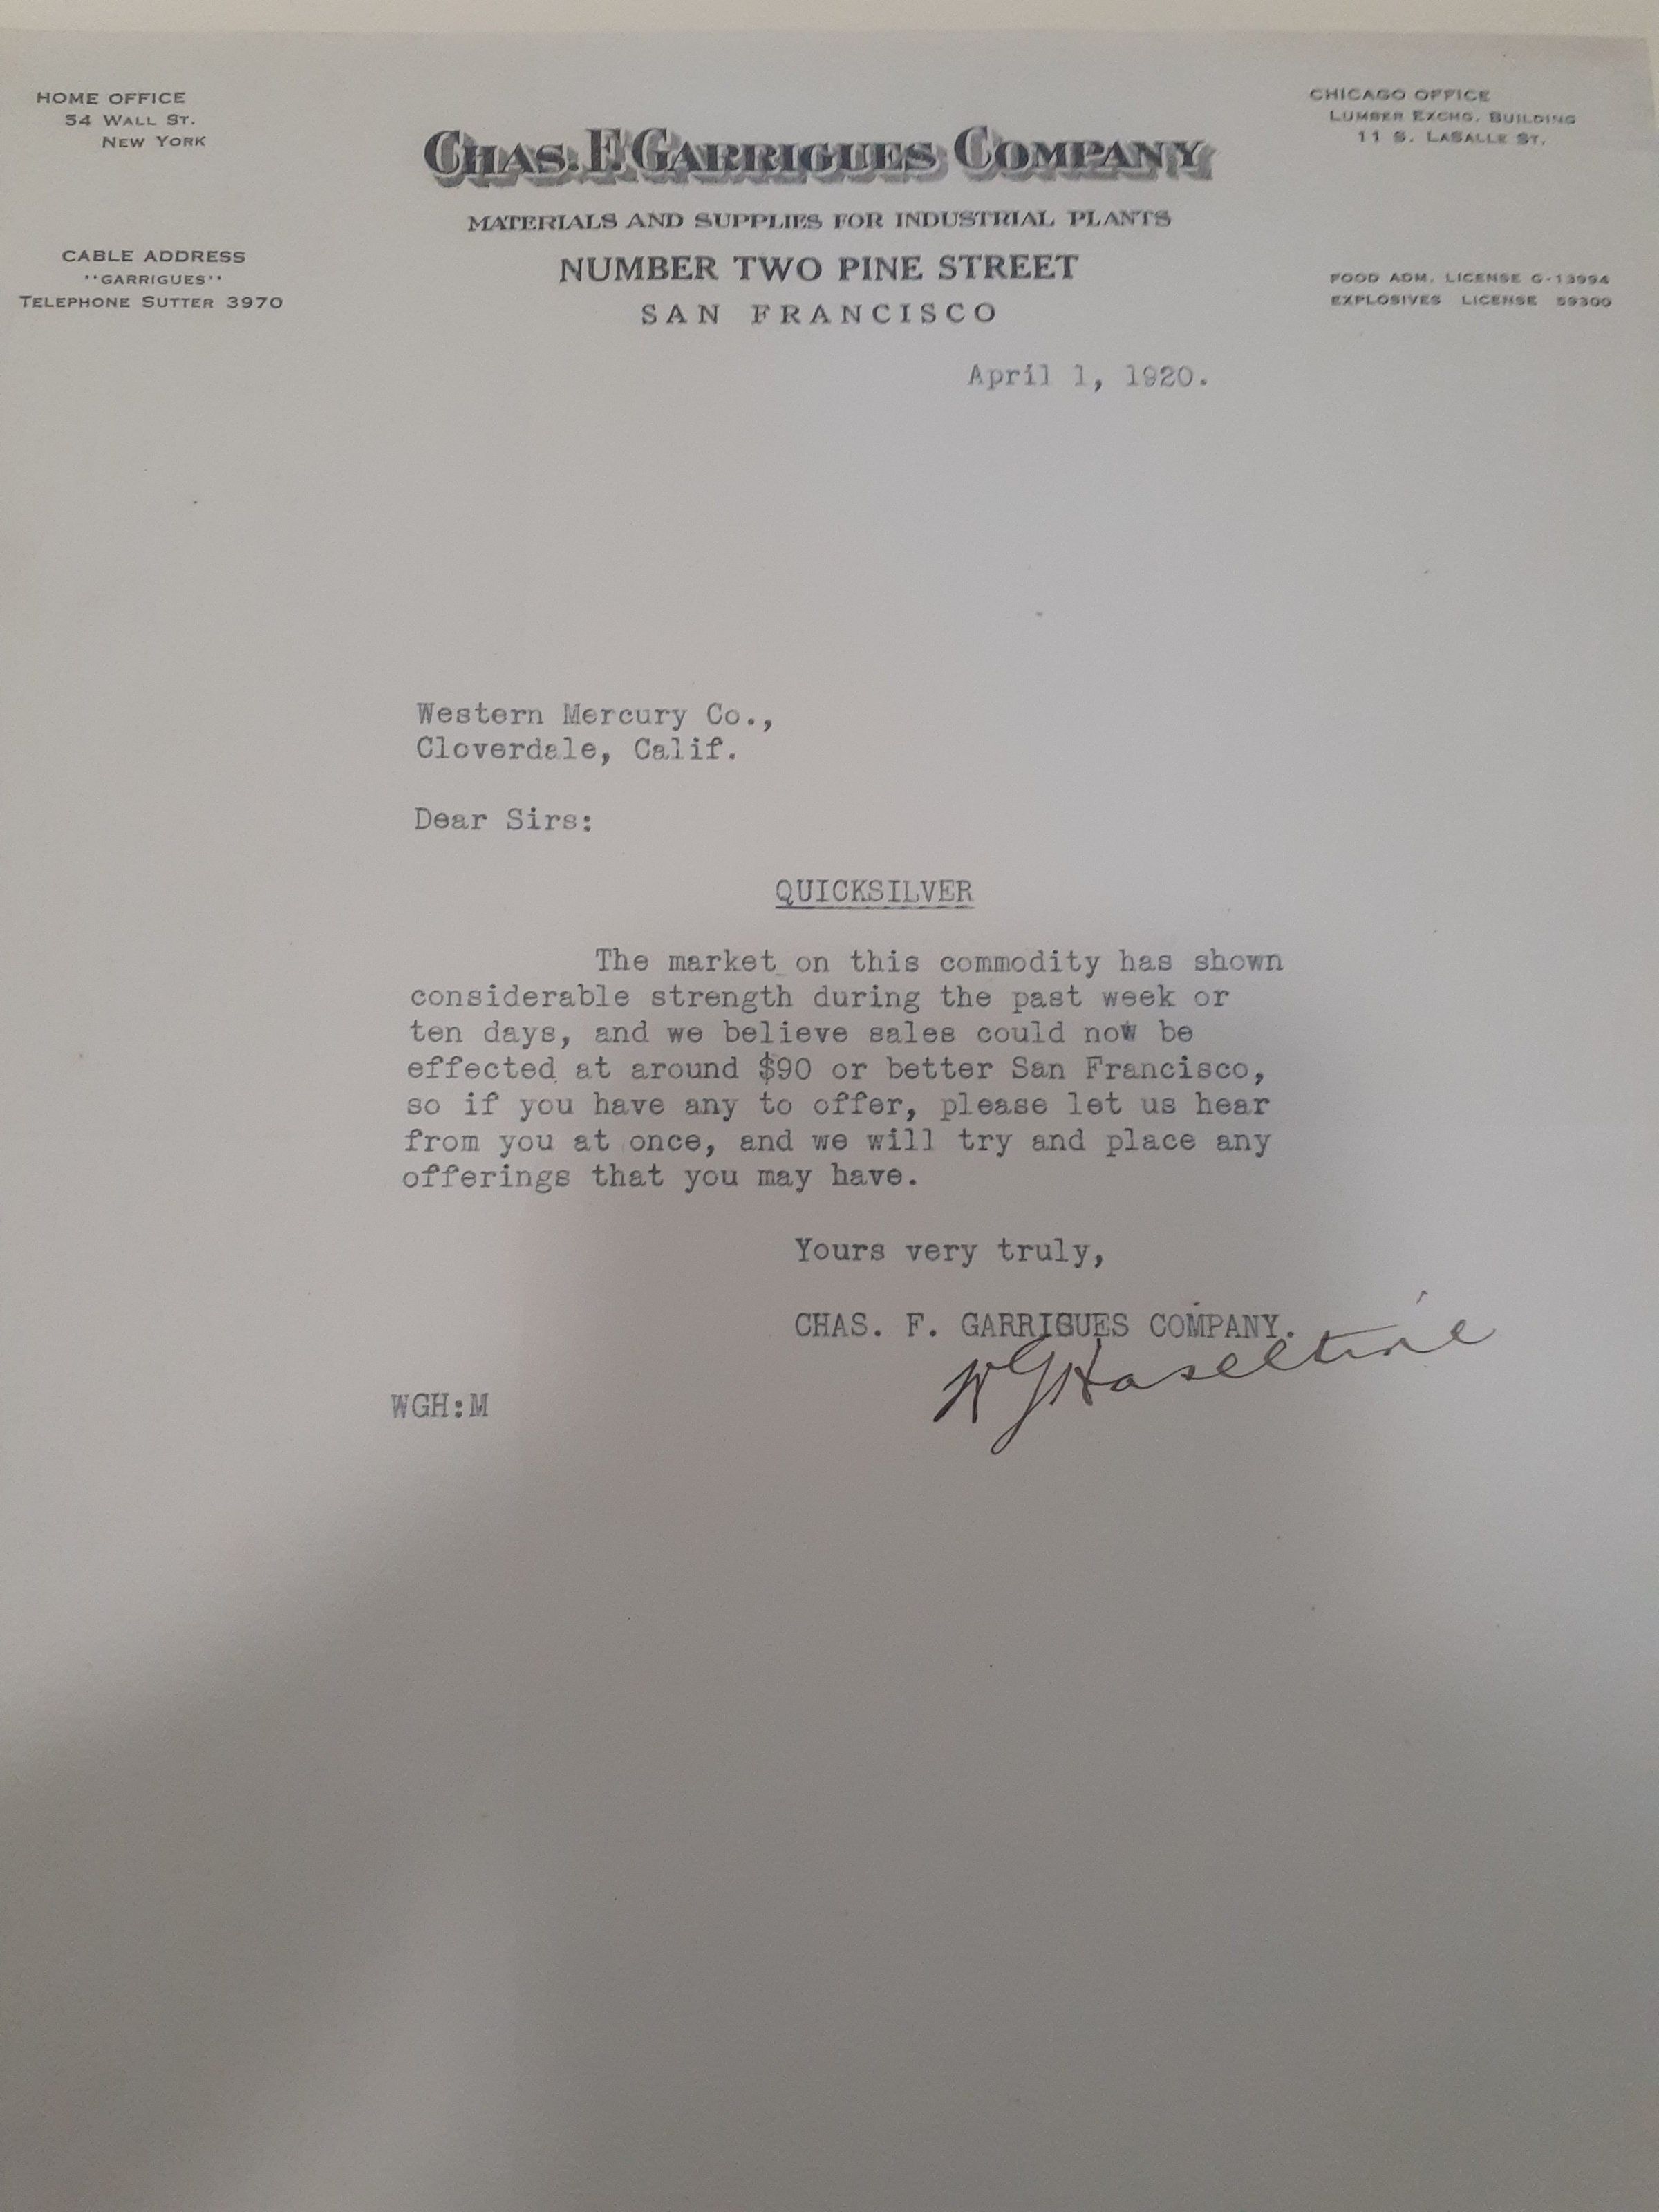 HOME OFFICE
54 WALL ST.
NEW YORK
CHICAGO OFFICE
LUMBER EXCHG. BUILDING
11 S. LASALLE ST.
CHAS. F. GARRIGUES COMPANY
MATERIALS AND SUPPLIES FOR INDUSTRIAL PLANTS
NUMBER TWO PINE STREET
SAN FRANCISCO
CABLE ADDRESS
"GARRIGUES"
TELEPHONE SUTTER 3970
FOOD ADM. LICENSE G-13994
EXPLOSIVES LICENSE 59300
April 1, 1920.
Western Mercury Co.,
Cloverdale, Calif.
Dear Sirs:
QUICKSILVER
The market on this commodity has shown
considerable strength during the past week or
ten days, and we believe sales could now be
effected at around $90 or better San Francisco,
so if you have any to offer, please let us hear
from you at once, and we will try and place any
offerings that you may have.
Yours very truly,
CHAS. F. GARRIGUES COMPANY.
WGHaseltine
WGH:M